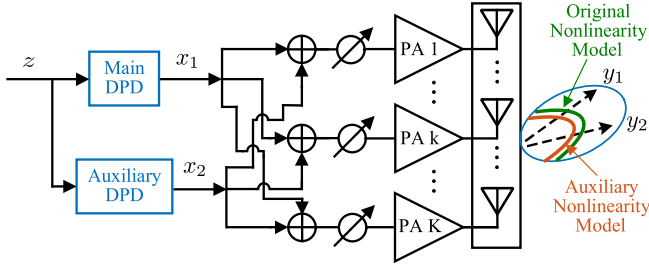 z
Main
DPD
x1
Auxiliary
DPD
x2
PA 1
PA k
PA K
Original
Nonlinearity
Model
y1
y2
Auxiliary
Nonlinearity
Model